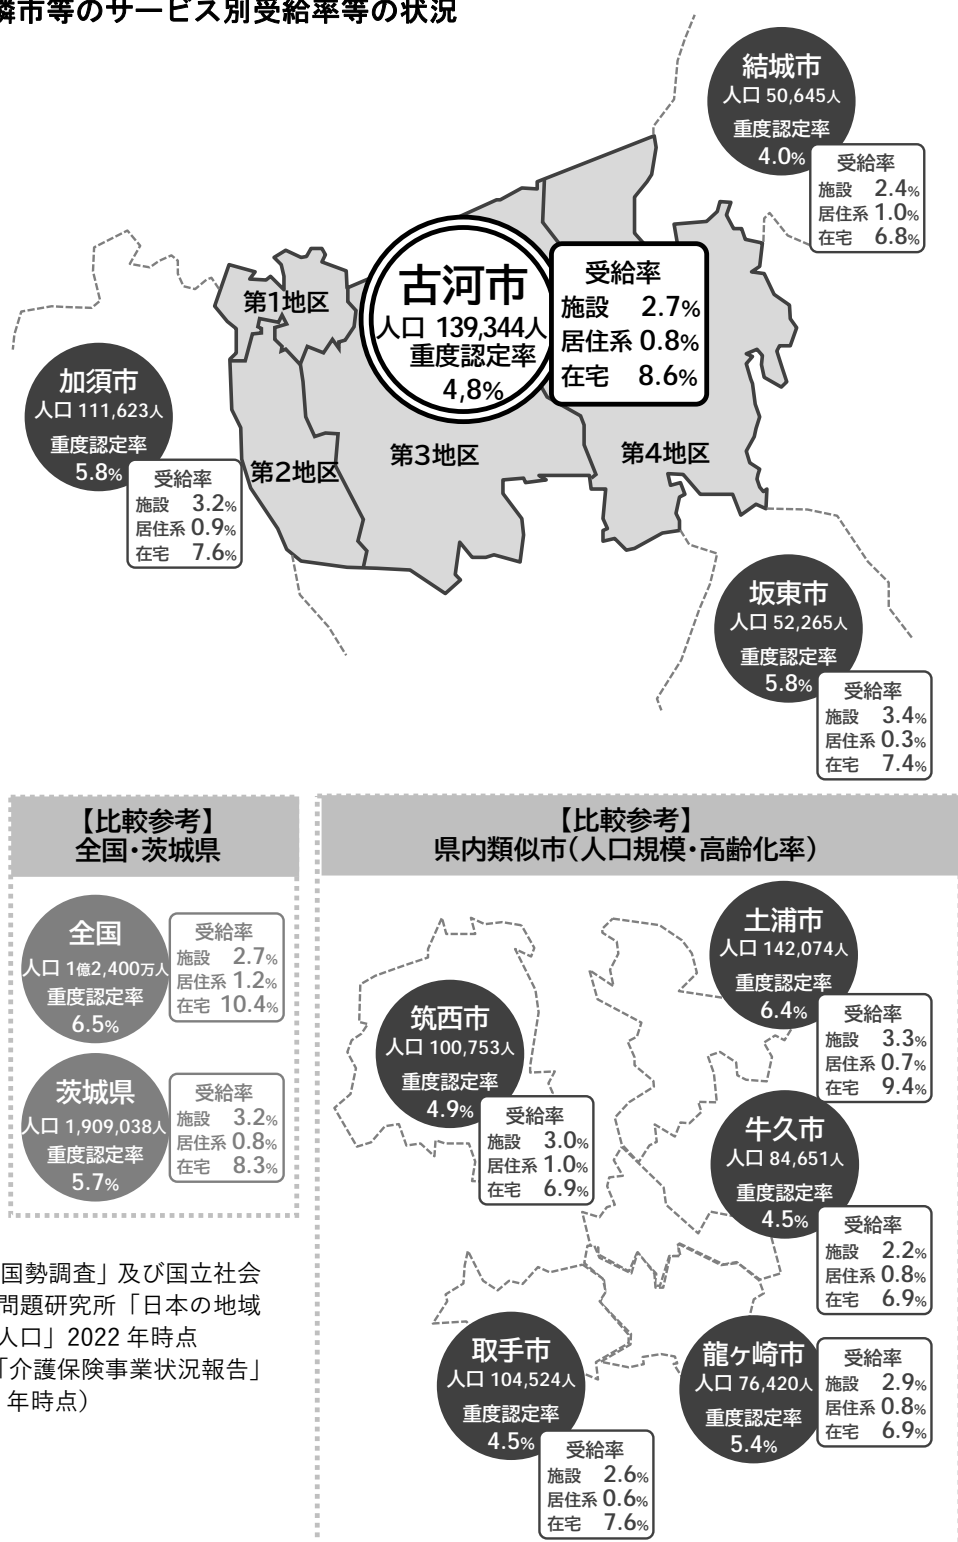 隣市等のサービス別受給率等の状況
結城市
人口 50,645人
重度認定率
4.0%
受給率
施設 2.4%
居住系 1.0%
在宅 6.8%
第1地区
古河市
人口 139,344人
重度認定率
4,8%
受給率
施設 2.7%
居住系 0.8%
在宅 8.6%
加須市
人口 111,623人
重度認定率
5.8%
受給率
施設 3.2%
居住系 0.9%
在宅 7.6%
第2地区
第3地区
第4地区
坂東市
人口 52,265人
重度認定率
5.8%
受給率
施設 3.4%
居住系 0.3%
在宅 7.4%
【比較参考】
全国・茨城県
全国
人口 1億2,400万人
重度認定率
6.5%
受給率
施設 2.7%
居住系 1.2%
在宅 10.4%
茨城県
人口 1,909,038人
重度認定率
5.7%
受給率
施設 3.2%
居住系 0.8%
在宅 8.3%
【比較参考】
県内類似市（人口規模・高齢化率）
土浦市
人口 142,074人
重度認定率
6.4%
受給率
施設 3.3%
居住系 0.7%
在宅 9.4%
筑西市
人口 100,753人
重度認定率
4.9%
受給率
施設 3.0%
居住系 1.0%
在宅 6.9%
牛久市
人口 84,651人
重度認定率
4.5%
受給率
施設 2.2%
居住系 0.8%
在宅 6.9%
取手市
人口 104,524人
重度認定率
4.5%
受給率
施設 2.6%
居住系 0.6%
在宅 7.6%
龍ヶ崎市
人口 76,420人
重度認定率
5.4%
受給率
施設 2.9%
居住系 0.8%
在宅 6.9%
国勢調査」及び国立社会
問題研究所「日本の地域
人口」2022 年時点
「介護保険事業状況報告」
年時点）